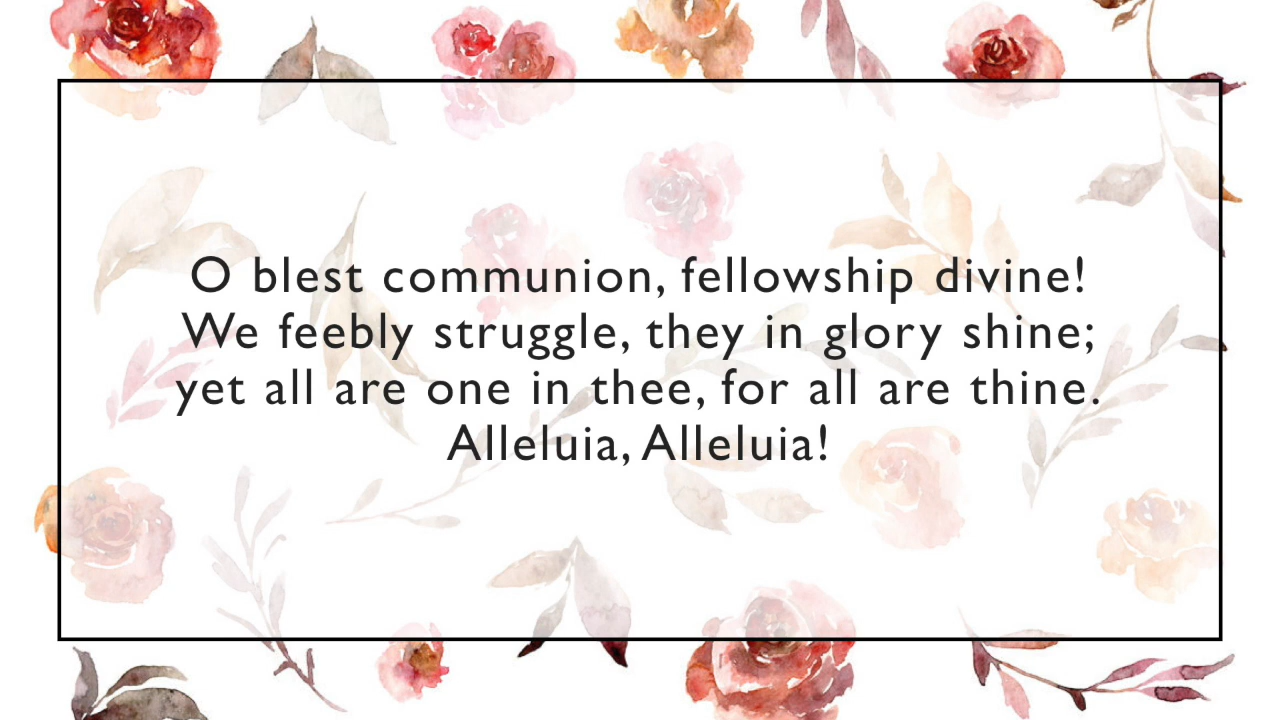 O blest communion, fellowship divine!
We feebly struggle, they in glory shine;
yet all are one in thee, for all are thine.
Alleluia, Alleluia!